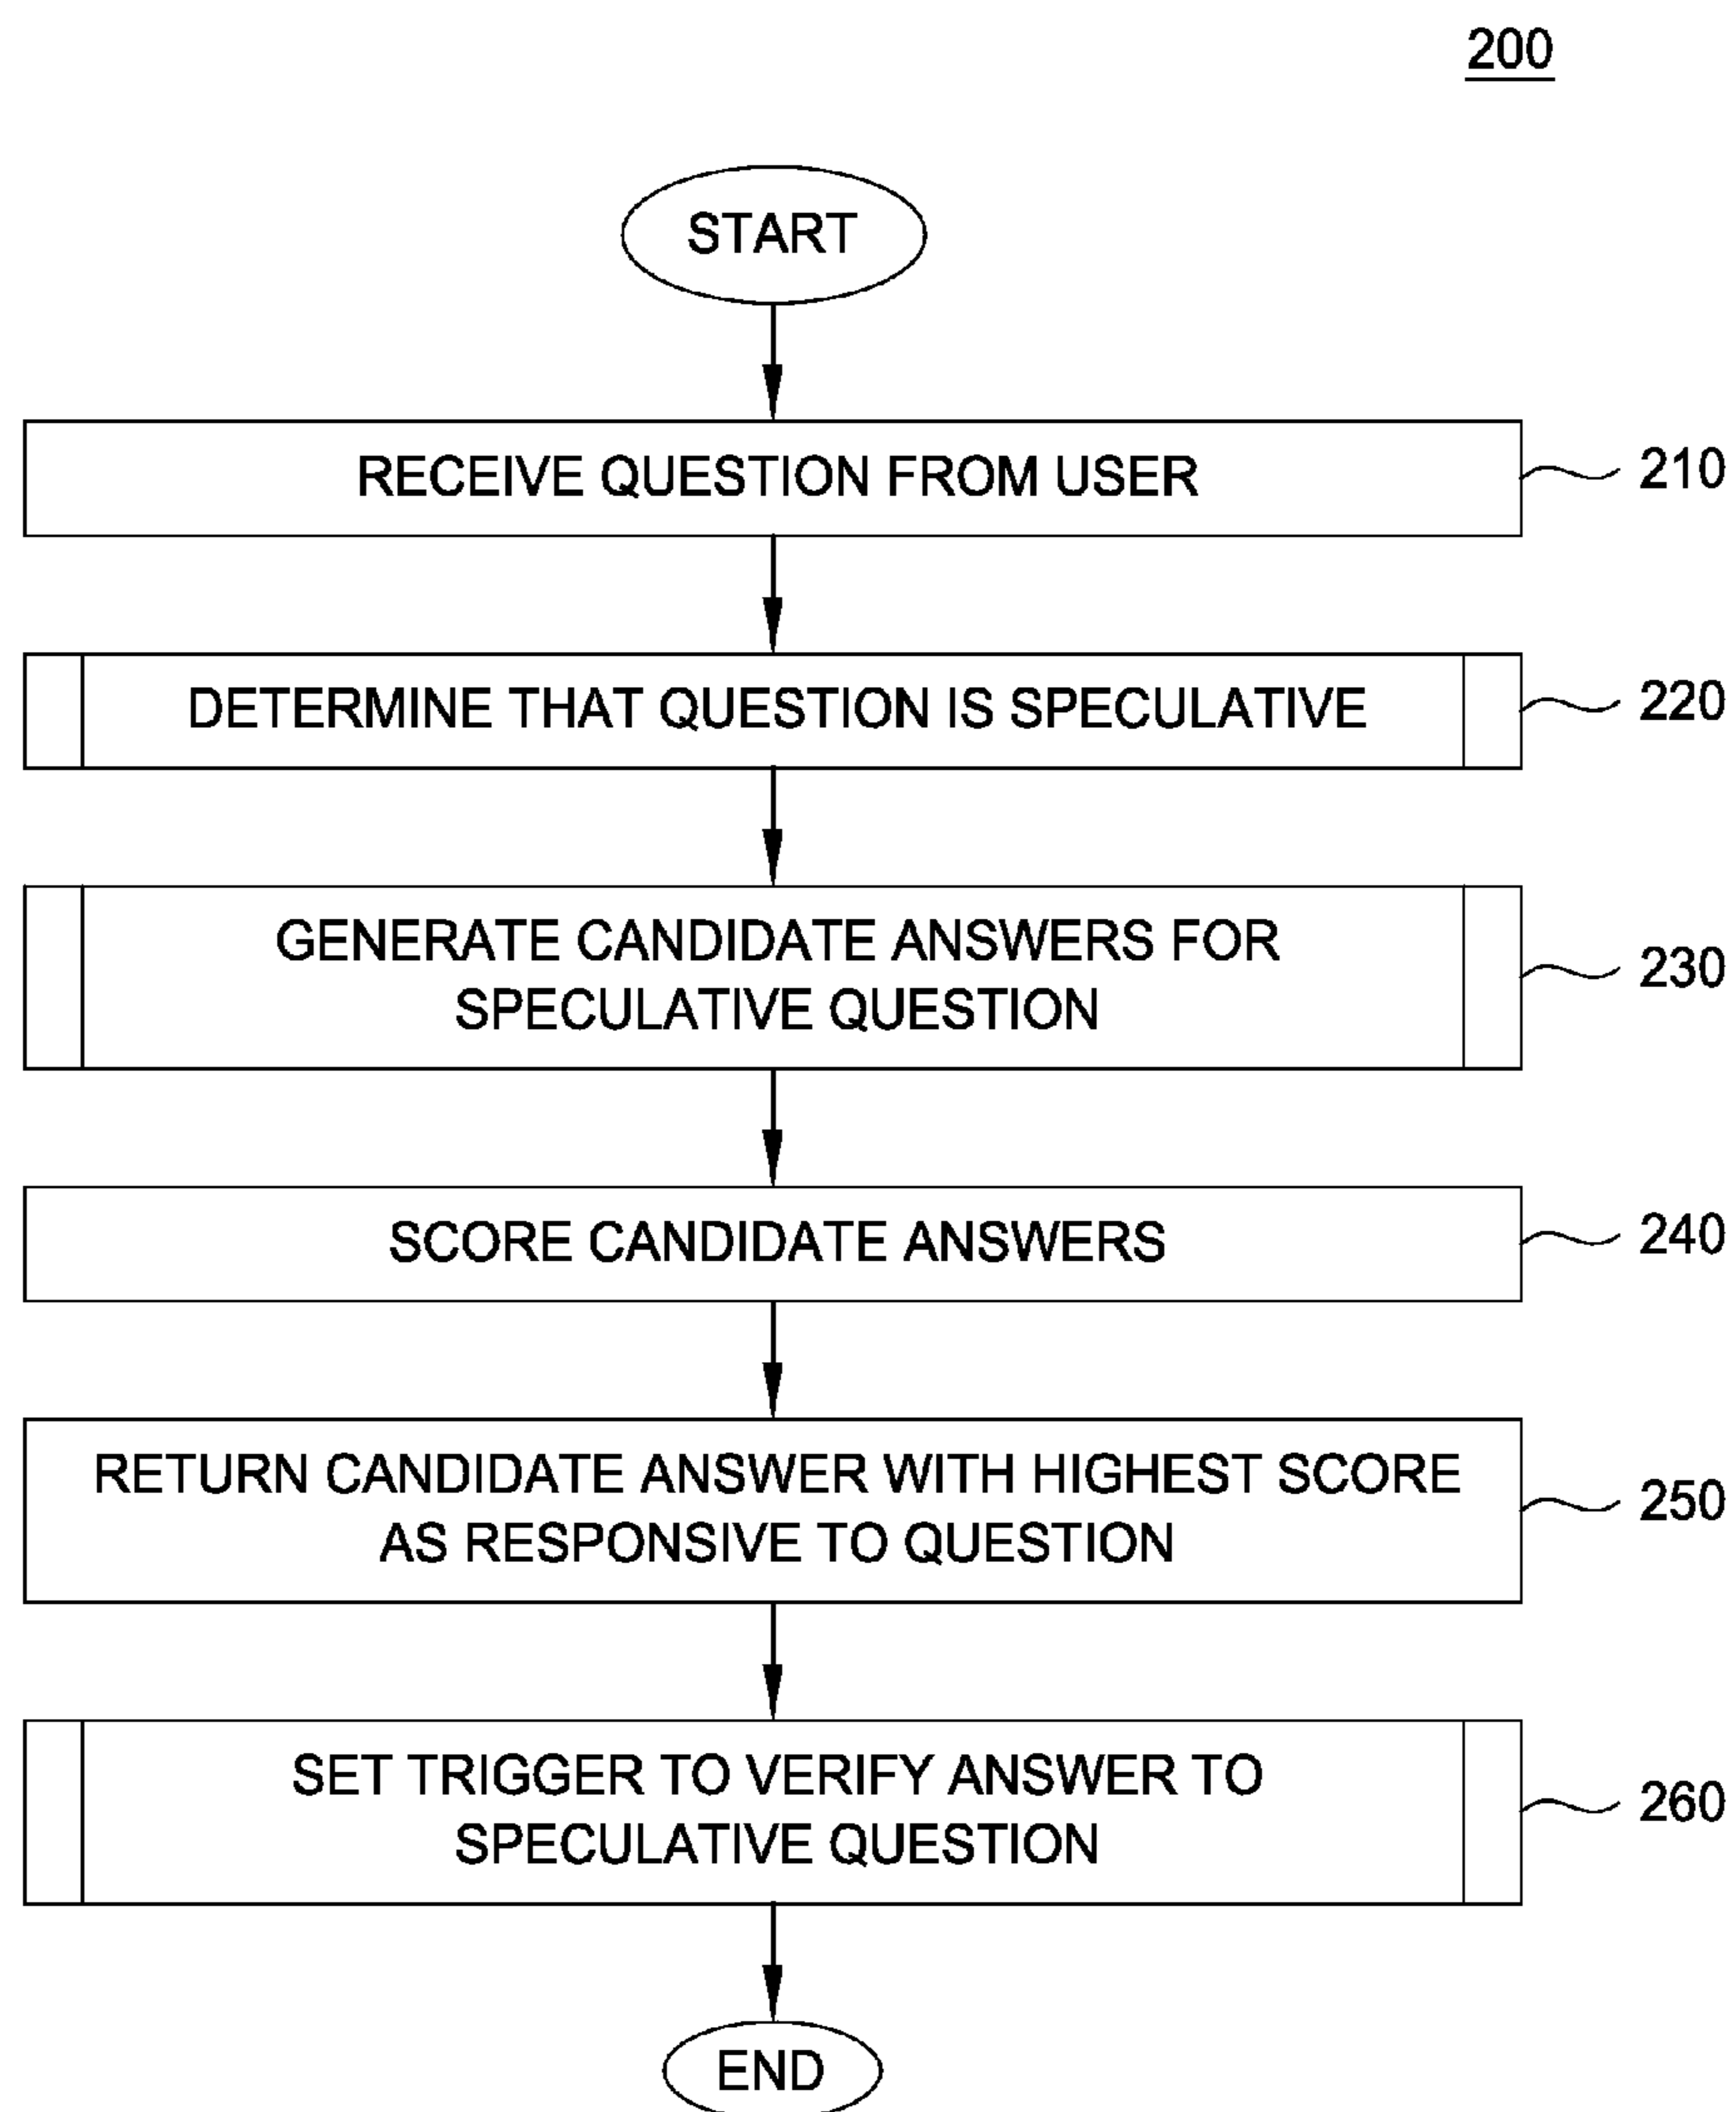 200
START
RECEIVE QUESTION FROM USER
210
DETERMINE THAT QUESTION IS SPECULATIVE
220
GENERATE CANDIDATE ANSWERS FOR
SPECULATIVE QUESTION
230
SCORE CANDIDATE ANSWERS
240
RETURN CANDIDATE ANSWER WITH HIGHEST SCORE
AS RESPONSIVE TO QUESTION
250
SET TRIGGER TO VERIFY ANSWER TO
SPECULATIVE QUESTION
260
END